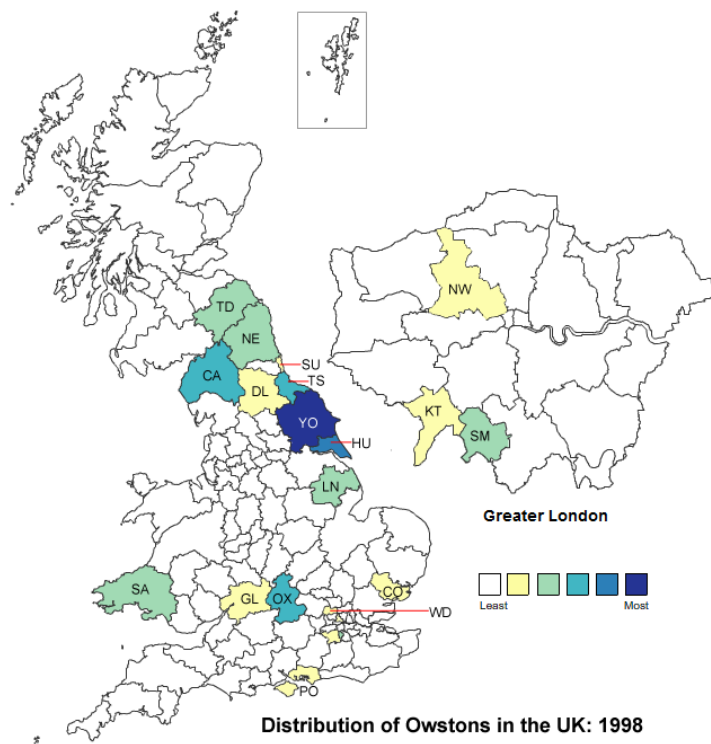 TD
NE
NW
SU
CA
TS
DL
KT
YO
SM
HU
LN
Greater London
SA
GL
OX
CO
Least
Most
WD
PO
Distribution of Owstons in the UK: 1998